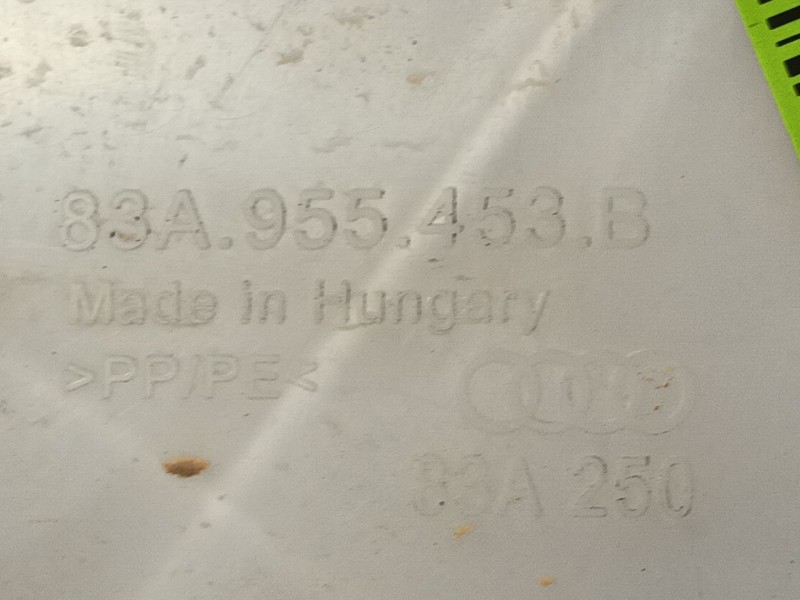 83A.955.453.B
Made in Hungary
>PP/PE<
83A 250